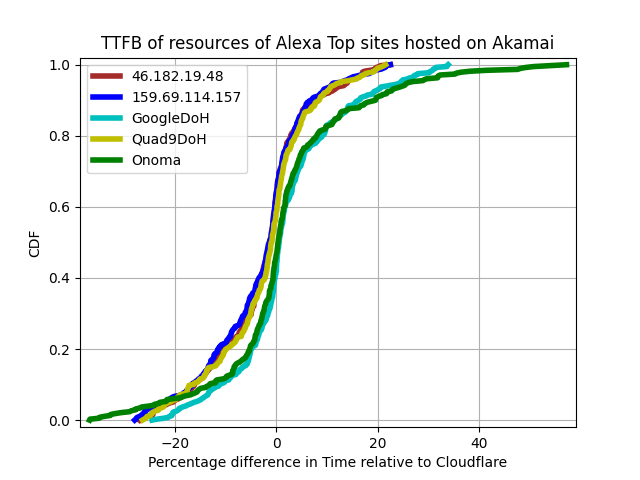 TTFB of resources of Alexa Top sites hosted on Akamai
1.0
0.8
0.6
0.4
0.2
0.0
CDF
46.182.19.48
159.69.114.157
GoogleDoH
Quad9DoH
Onoma
−20 0 20 40
Percentage difference in Time relative to Cloudflare